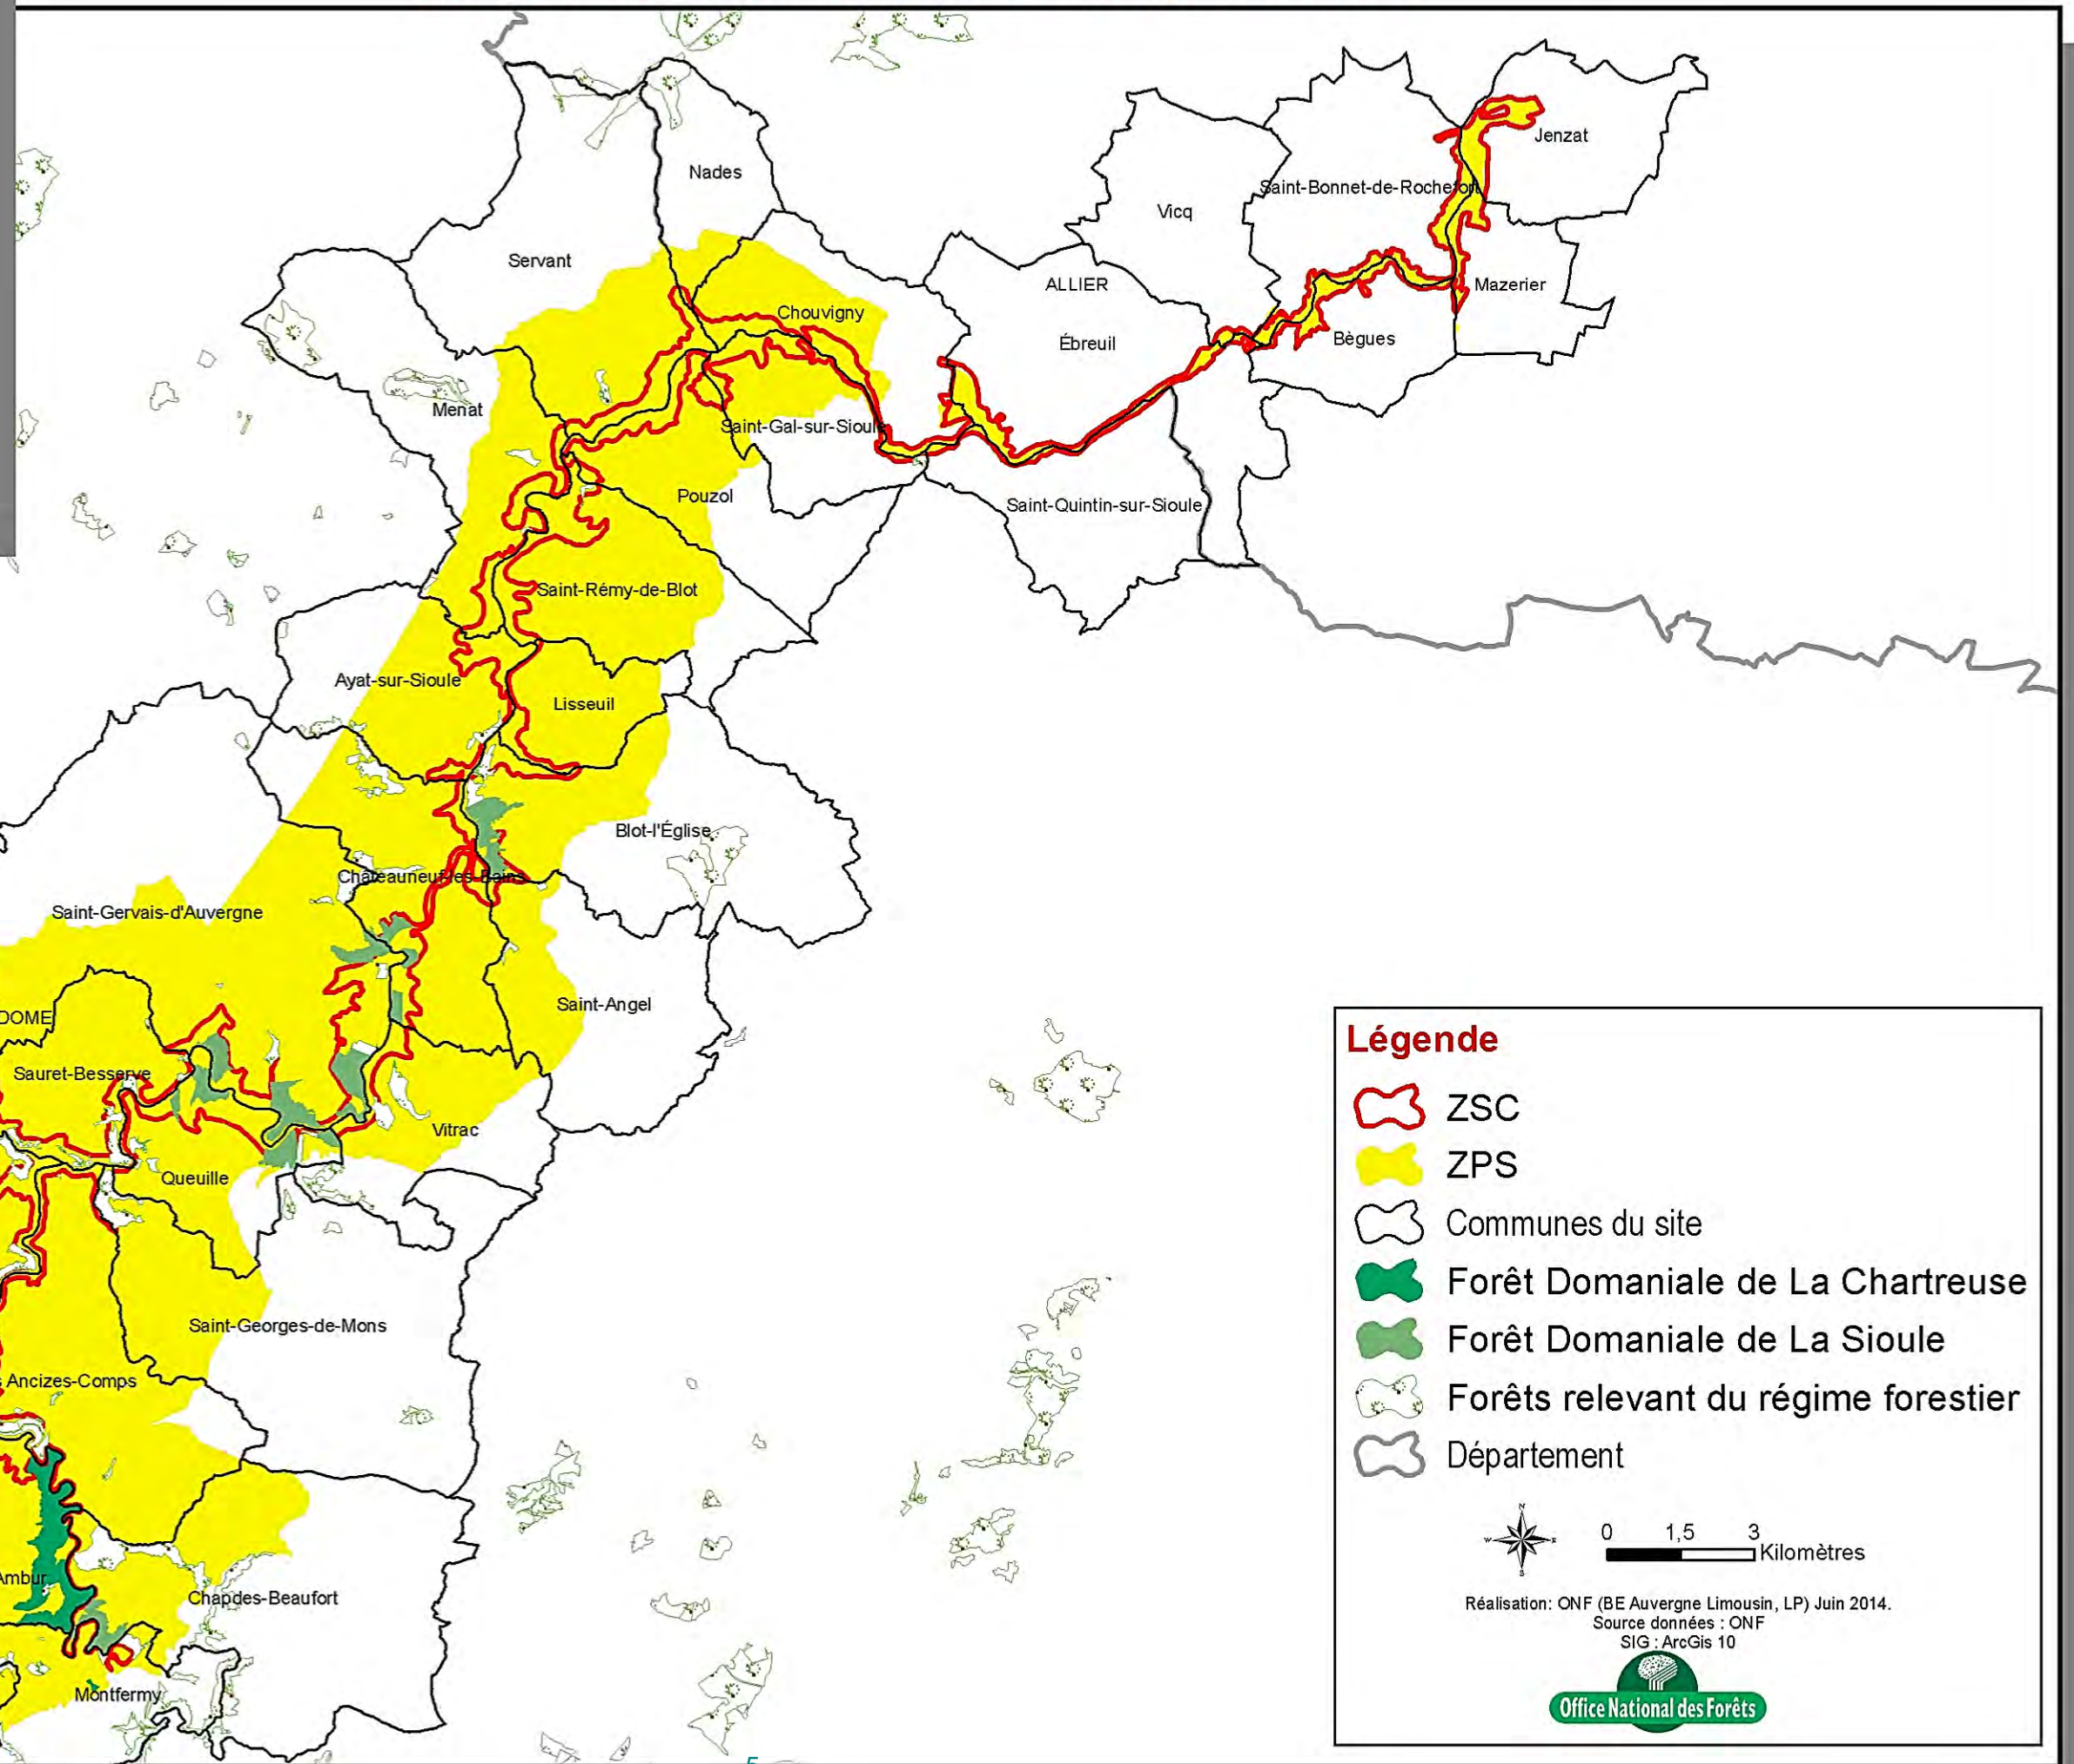 Nades
Jenzat
Saint-Bonnet-de-Rochefort
Vicq
Servant
ALLIER
Mazerier
Chouvigny
Ébreuil
Bègues
Menat
Saint-Gal-sur-Sioule
Pouzol
Saint-Quintin-sur-Sioule
Saint-Rémy-de-Blot
Ayat-sur-Sioule
Lisseuil
Blot-l'Église
Châteauneuf-les-Bains
Saint-Gervais-d'Auvergne
Saint-Angel
DOME
Sauret-Besserve
Vitrac
Queuille
Saint-Georges-de-Mons
s Ancizes-Comps
Ambur
Chapdes-Beaufort
Montfermy
Légende
ZSC
ZPS
Communes du site
Forêt Domaniale de La Chartreuse
Forêt Domaniale de La Sioule
Forêts relevant du régime forestier
Département
N
W E
S
0 1,5 3
Kilomètres
Réalisation: ONF (BE Auvergne Limousin, LP) Juin 2014.
Source données : ONF
SIG : ArcGis 10
Office National des Forêts